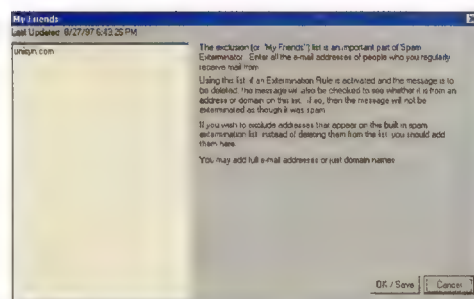 My Friends
Last Updated: 8/27/97 6:43:26 PM
unisyn.com
The exclusion (or "My Friends") list is an important part of Spam
Exterminator. Enter all the e-mail addresses of people who you regularly
receive mail from.
Using this list, if an Extermination Rule is activated and the message is to
be deleted, the message will also be checked to see whether it is from an
address or domain on this list. If so, then the message will not be
exterminated as though it was spam.
If you wish to exclude addresses that appear on the built in spam
extermination list instead of deleting them from the list, you should add
them here.
You may add full e-mail addresses or just domain names
OK / Save
Cancel